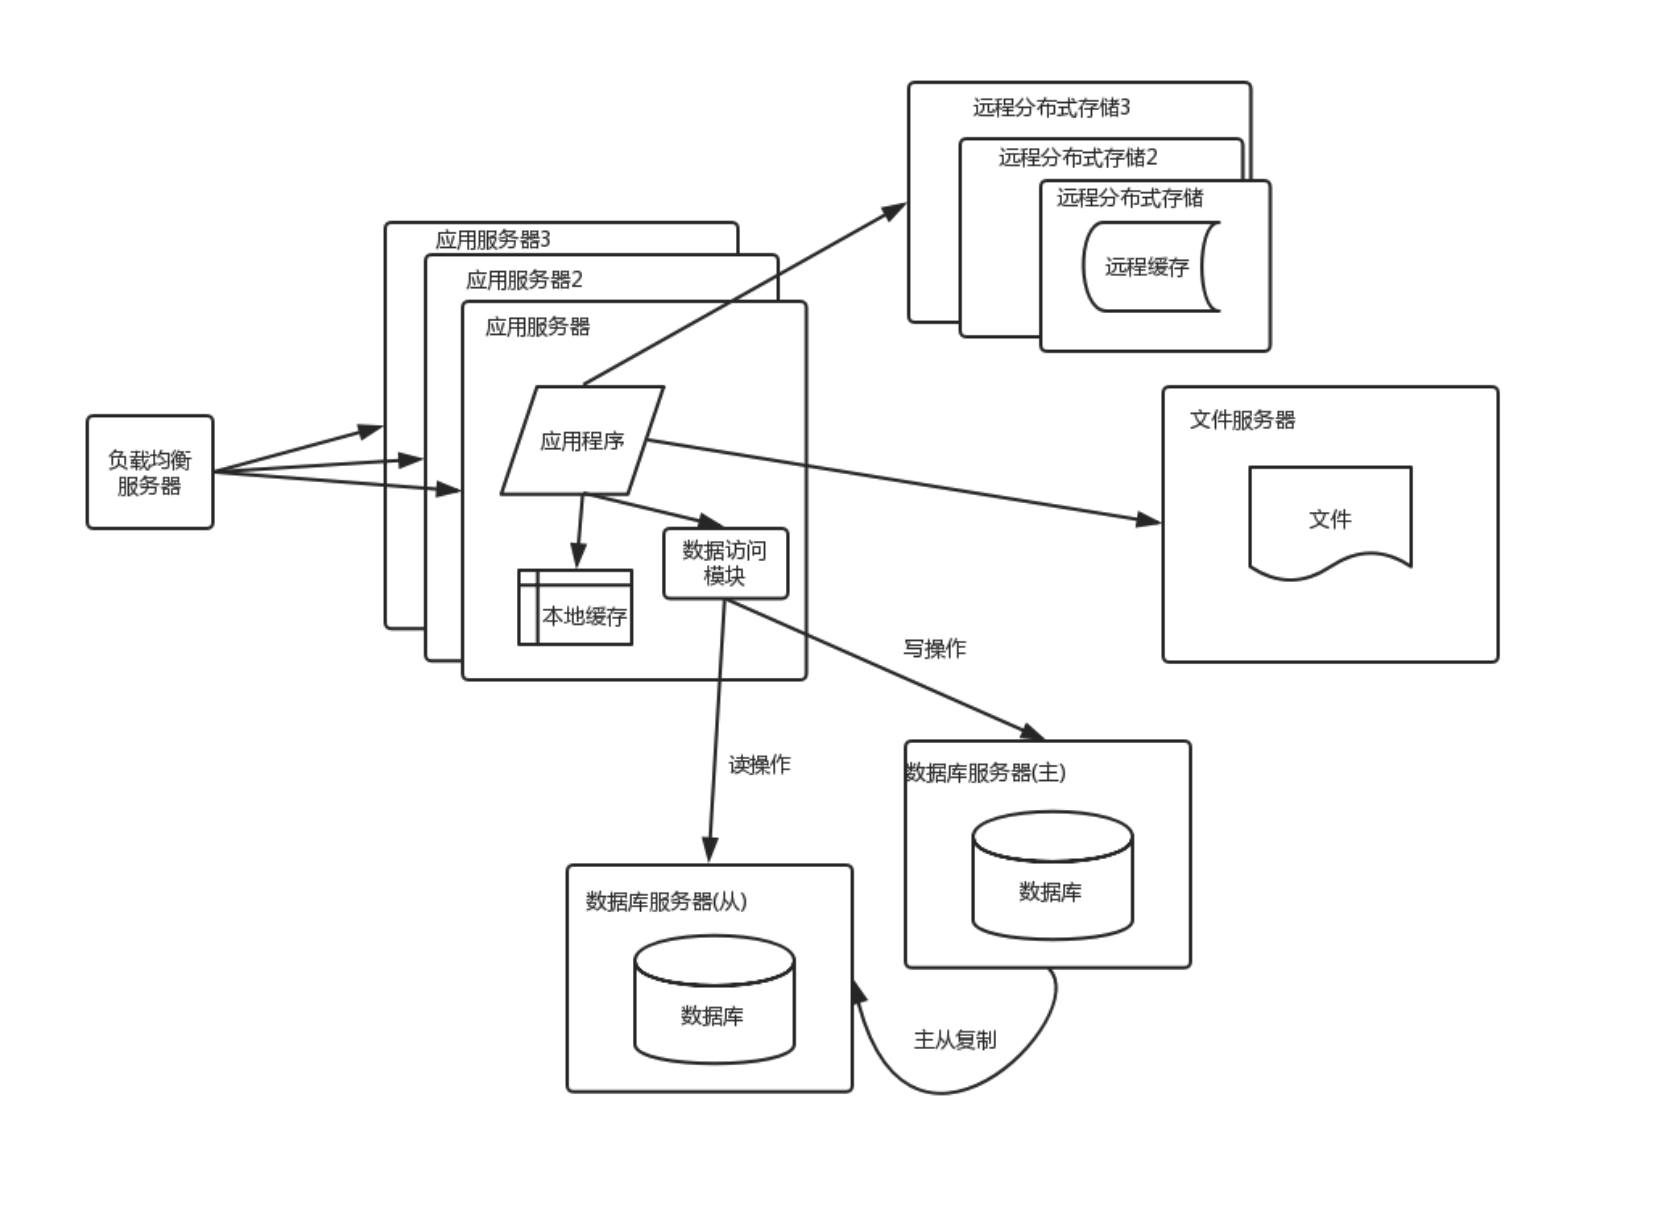 远程分布式存储3
远程分布式存储2
远程分布式存储
远程缓存
应用服务器3
应用服务器2
应用服务器
应用程序
负载均衡
服务器
文件服务器
文件
数据访问
模块
本地缓存
写操作
读操作
数据库服务器(主)
数据库
数据库服务器(从)
数据库
主从复制